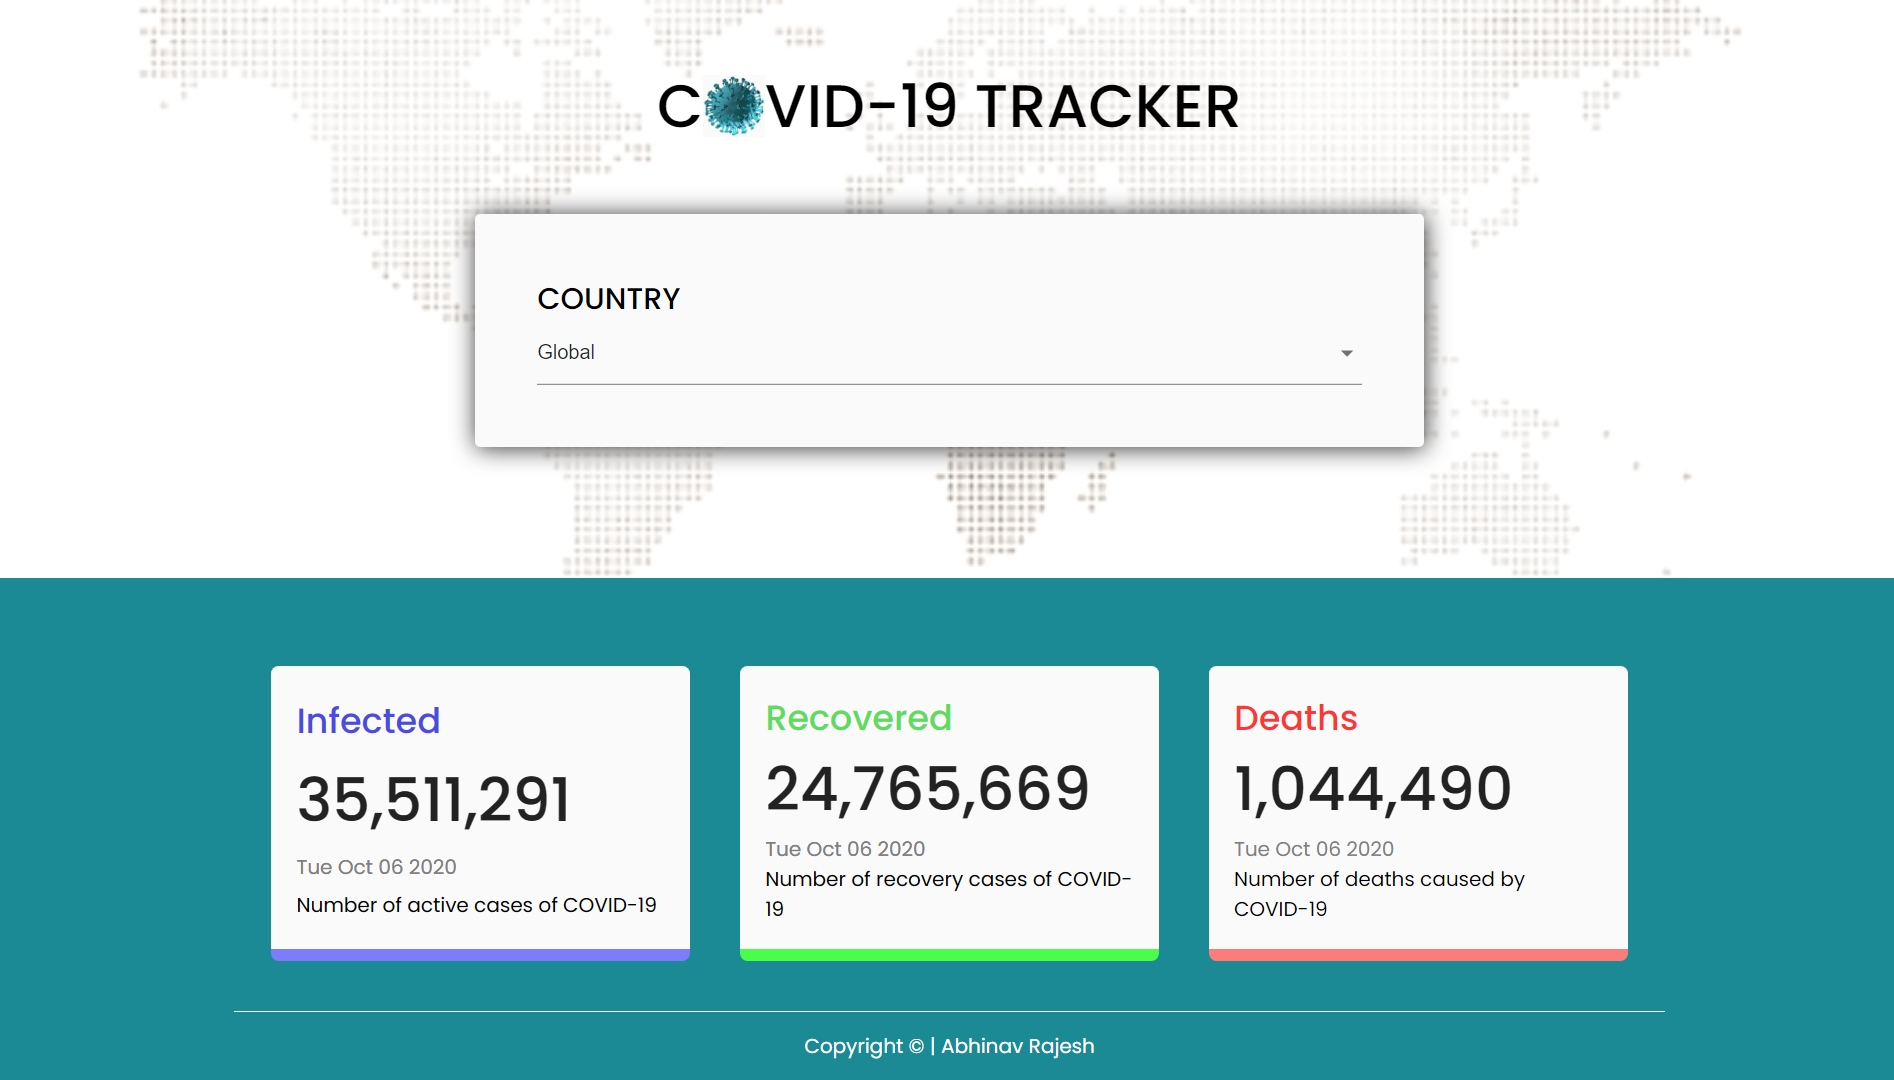 COVID-19 TRACKER
COUNTRY
Global
Infected
35,511,291
Tue Oct 06 2020
Number of active cases of COVID-19
Recovered
24,765,669
Tue Oct 06 2020
Number of recovery cases of COVID-
19
Deaths
1,044,490
Tue Oct 06 2020
Number of deaths caused by
COVID-19
Copyright © | Abhinav Rajesh